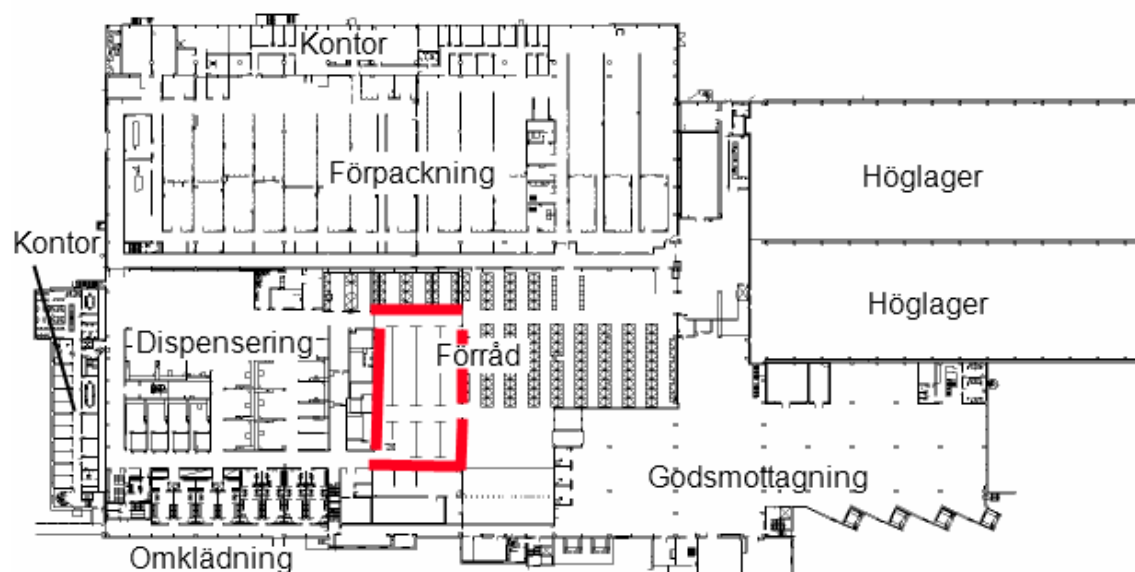 Kontor
Förpackning
Höglager
Kontor
Höglager
Dispensering
Förråd
Godsmottagning
Omklädning